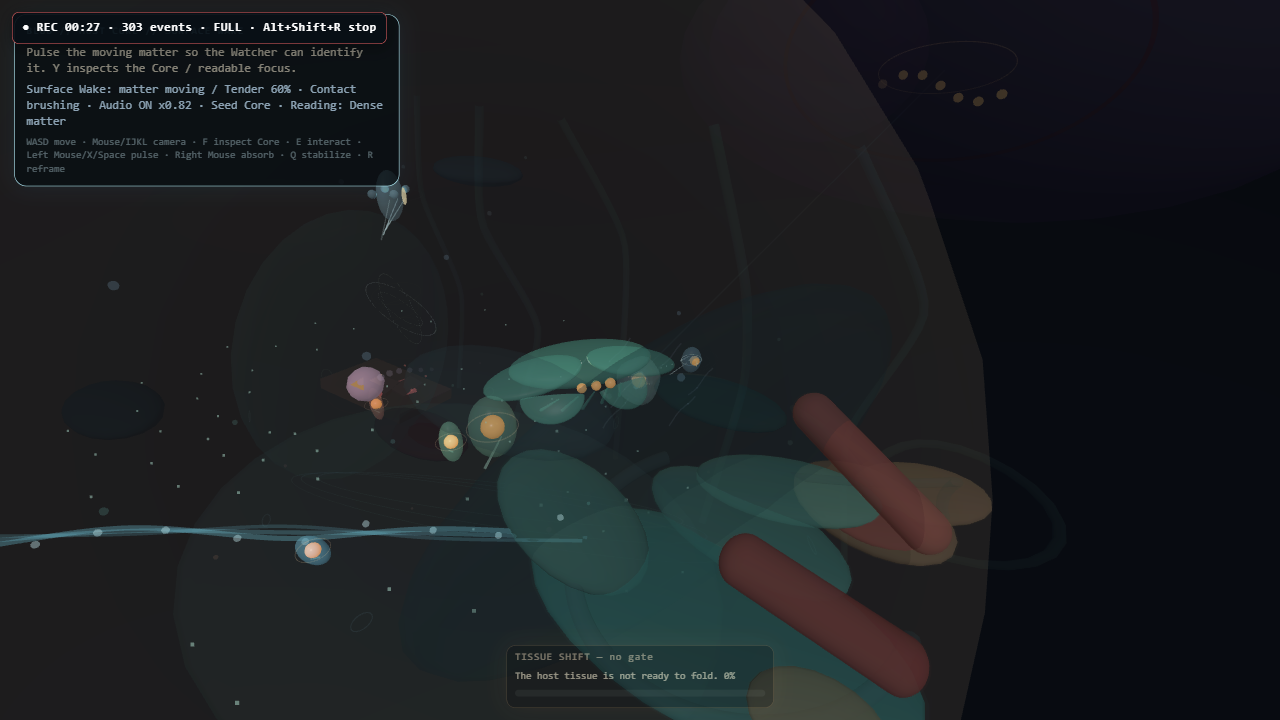 ● REC 00:27 · 303 events · FULL · Alt+Shift+R stop
Pulse the moving matter so the Watcher can identify
it. Y inspects the Core / readable focus.
Surface Wake: matter moving / Tender 60% · Contact
brushing · Audio ON x0.82 · Seed Core · Reading: Dense
matter
WASD move · Mouse/IJKL camera · F inspect Core · E interact ·
Left Mouse/X/Space pulse · Right Mouse absorb · Q stabilize · R
reframe
TISSUE SHIFT — no gate
The host tissue is not ready to fold. 0%